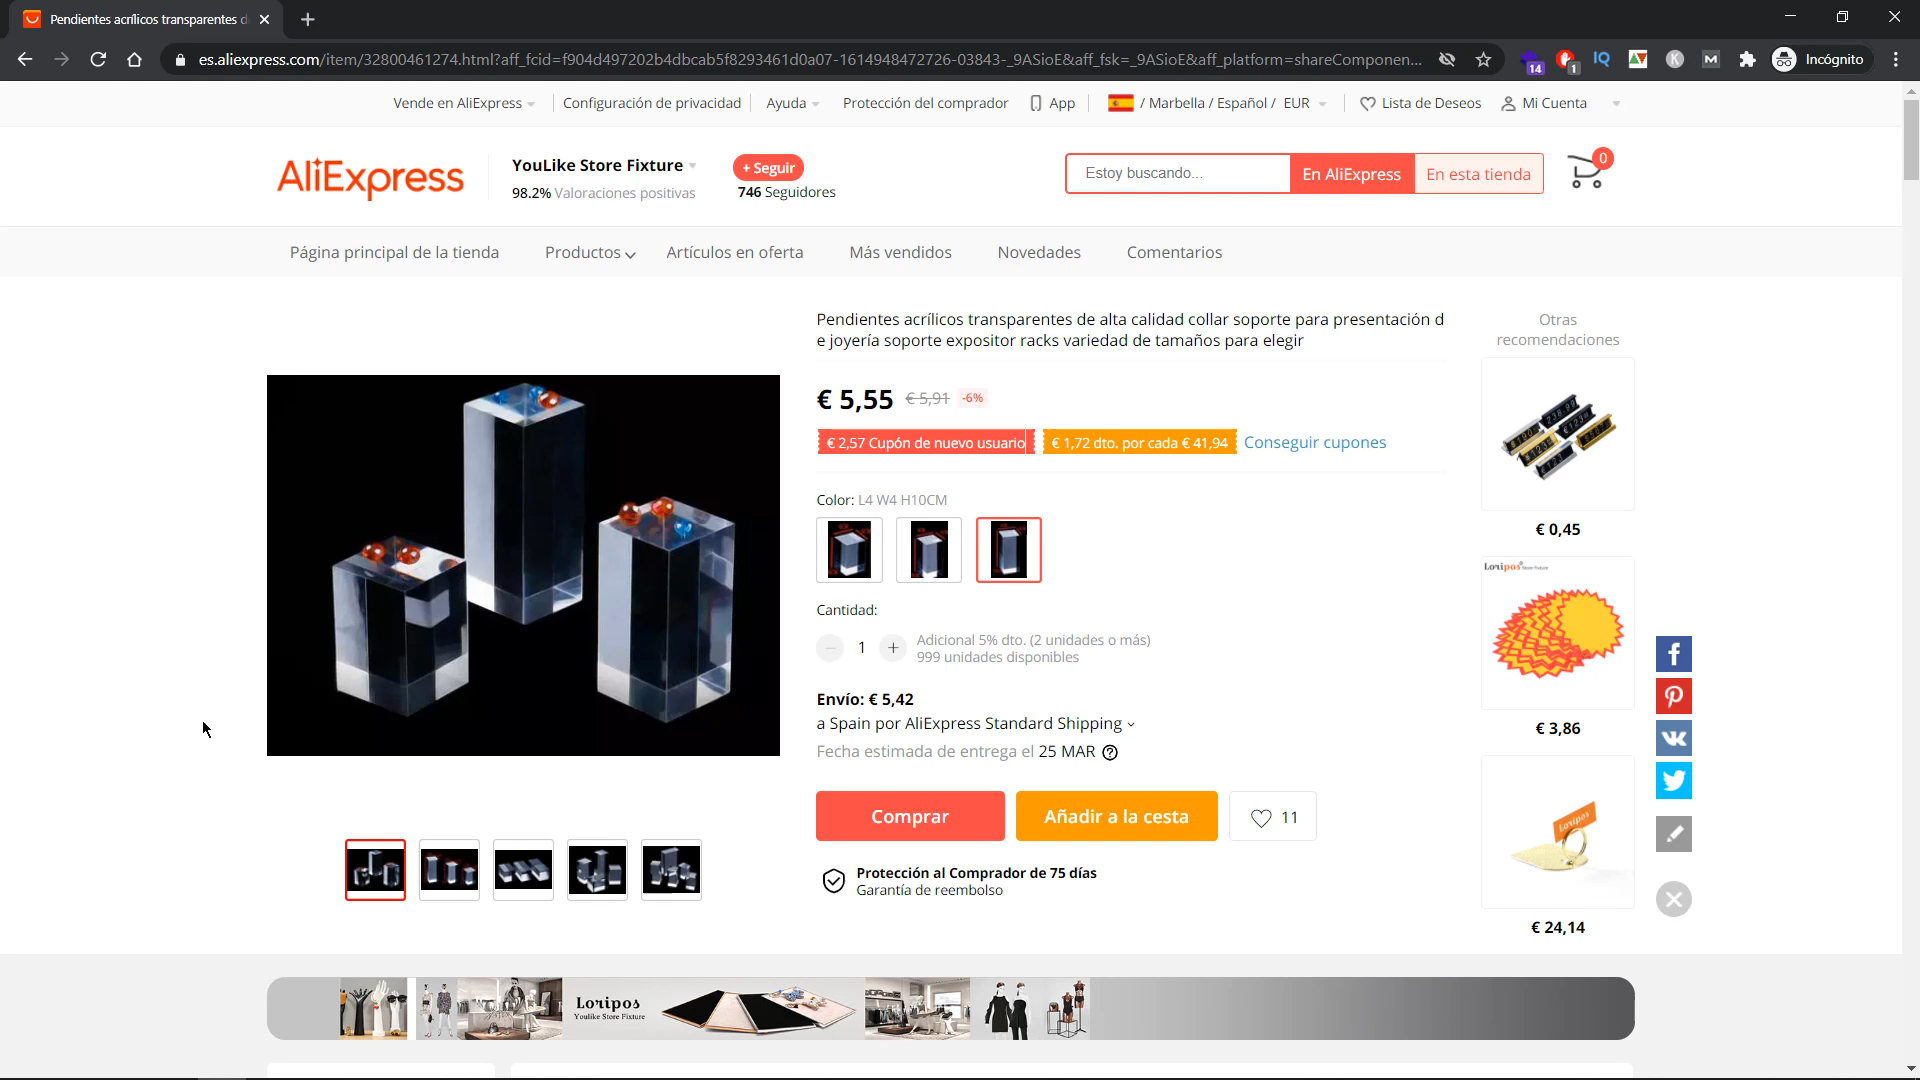 Pendientes acrílicos transparentes d
es.aliexpress.com/item/32800461274.html?aff_fcid=f904d497202b4dbcab5f8293461d0a07-1614948472726-03843-_9ASioE&aff_fsk=_9ASioE&aff_platform=shareComponen...
14
1
IQ
K
M
Incógnito
Vende en AliExpress
Configuración de privacidad
Ayuda
Protección del comprador
App
/ Marbella / Español / EUR
Lista de Deseos
Mi Cuenta
AliExpress
YouLike Store Fixture
98.2% Valoraciones positivas
+ Seguir
746 Seguidores
Estoy buscando...
En AliExpress
En esta tienda
0
Página principal de la tienda
Productos
Artículos en oferta
Más vendidos
Novedades
Comentarios
Pendientes acrílicos transparentes de alta calidad collar soporte para presentación d
e joyería soporte expositor racks variedad de tamaños para elegir
€ 5,55 € 5,91 -6%
€ 2,57 Cupón de nuevo usuario
€ 1,72 dto. por cada € 41,94
Conseguir cupones
Color: L4 W4 H10CM
Cantidad:
1
Adicional 5% dto. (2 unidades o más)
999 unidades disponibles
Envío: € 5,42
a Spain por AliExpress Standard Shipping
Fecha estimada de entrega el 25 MAR
Comprar
Añadir a la cesta
11
Protección al Comprador de 75 días
Garantía de reembolso
Otras
recomendaciones
€ 0,45
Loripos Store Fixture
€ 3,86
Loripos
€ 24,14
Loripos
Youlike Store Fixture